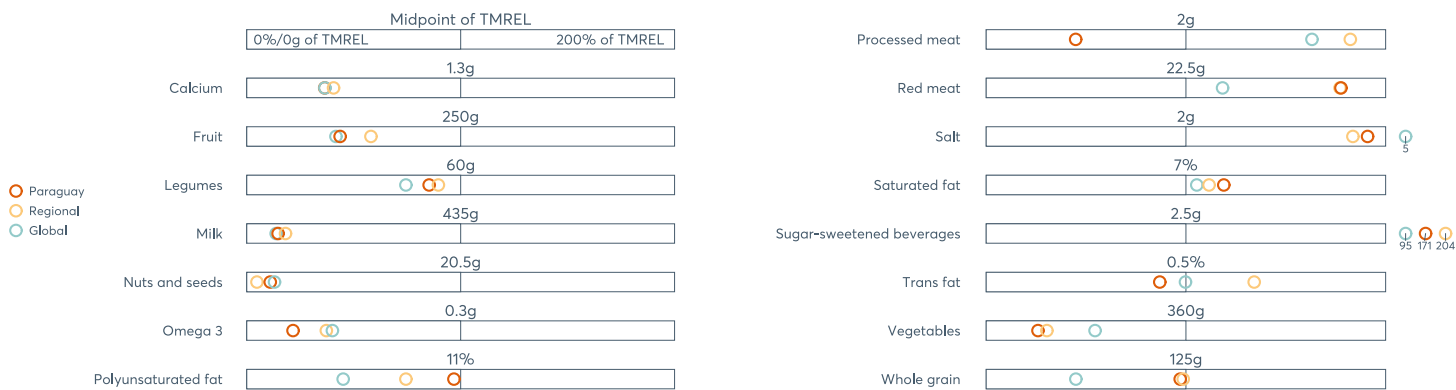 Midpoint of TMREL
0%/0g of TMREL 200% of TMREL
1.3g
Calcium
250g
Fruit
60g
Legumes
435g
Milk
20.5g
Nuts and seeds
0.3g
Omega 3
11%
Polyunsaturated fat
Paraguay
Regional
Global
2g
Processed meat
22.5g
Red meat
2g
Salt
5
7%
Saturated fat
2.5g
Sugar-sweetened beverages
95 171 204
0.5%
Trans fat
360g
Vegetables
125g
Whole grain